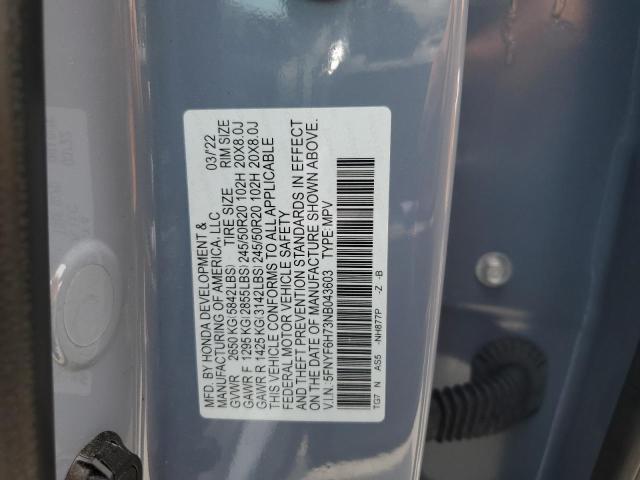 MFD. BY HONDA DEVELOPMENT & 03/'22
MANUFACTURING OF AMERICA, LLC
TIRE SIZE RIM SIZE
GVWR 2650 KG(5842LBS)
GAWR F 1295 KG(2855LBS) 245/50R20 102H 20X8.0J
GAWR R 1425 KG(3142LBS) 245/50R20 102H 20X8.0J
THIS VEHICLE CONFORMS TO ALL APPLICABLE
FEDERAL MOTOR VEHICLE SAFETY
AND THEFT PREVENTION STANDARDS IN EFFECT
ON THE DATE OF MANUFACTURE SHOWN ABOVE.
V.I.N.: 5FNYF6H73NB043603 TYPE: MPV
TG7 N AS5 -NH877P -Z -B